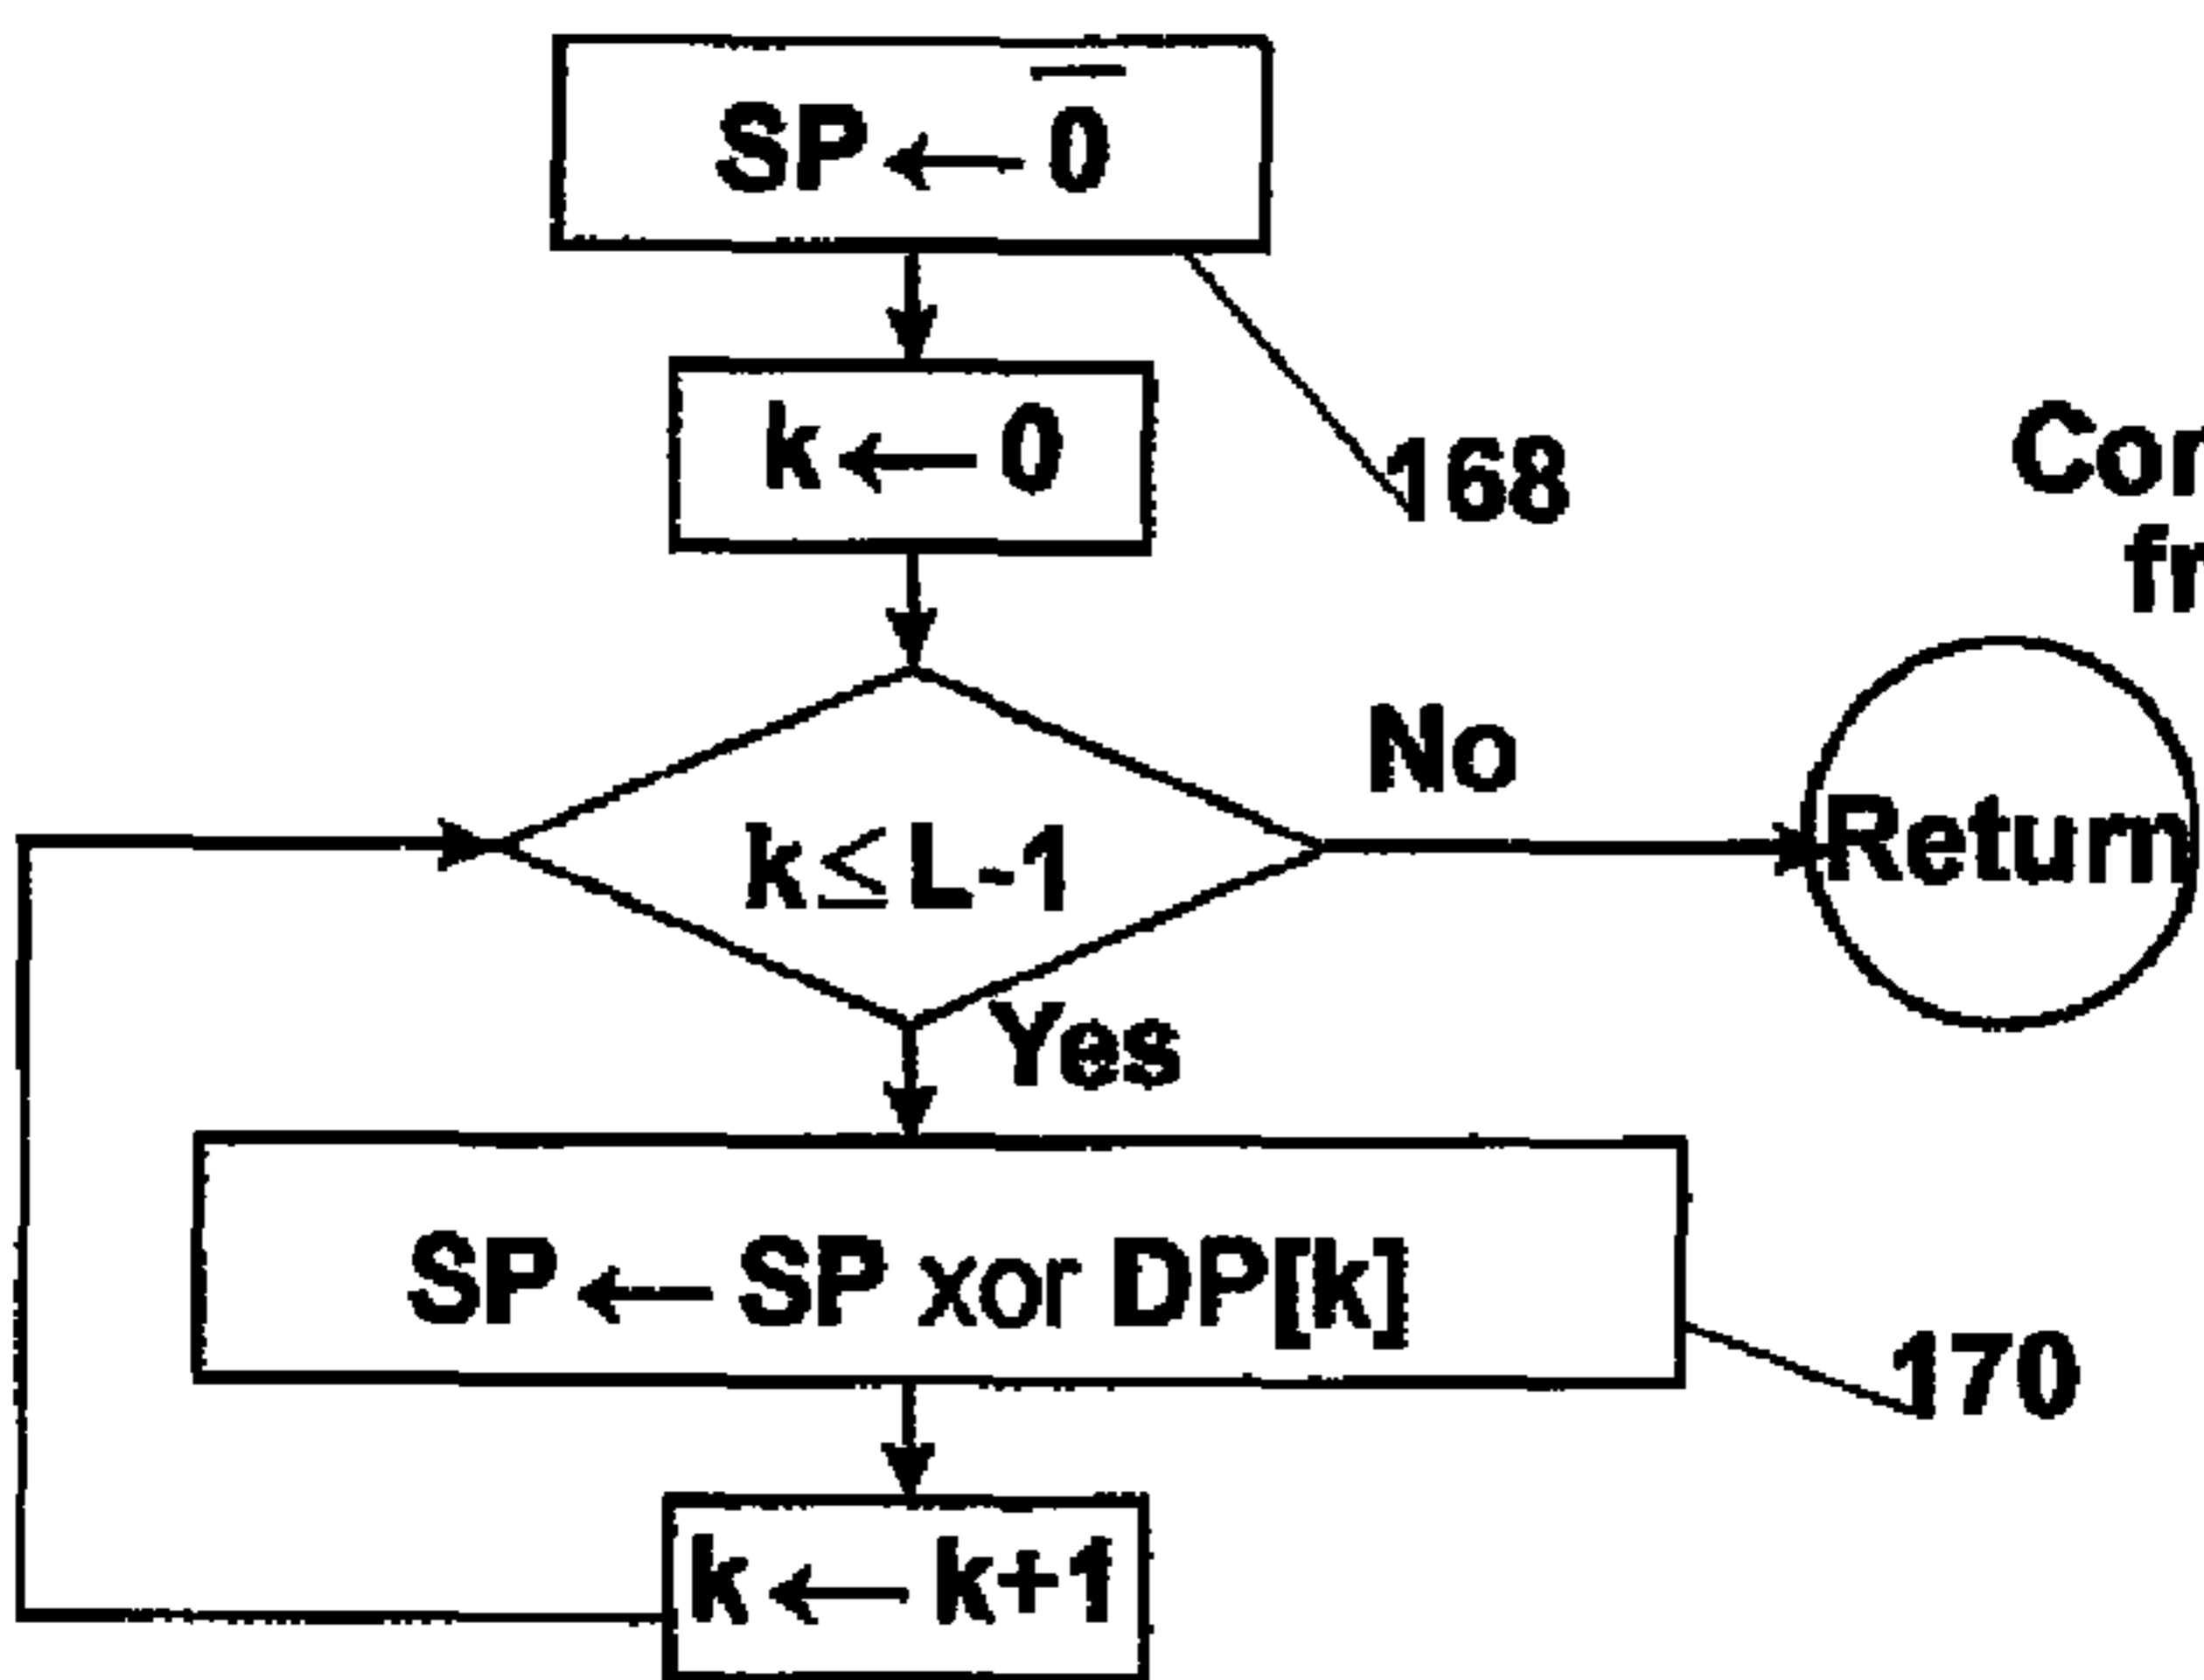 SP ← 0̅
k ← 0
168
No
k ≤ L-1
Return
Yes
SP ← SP xor DP[k]
170
k ← k+1